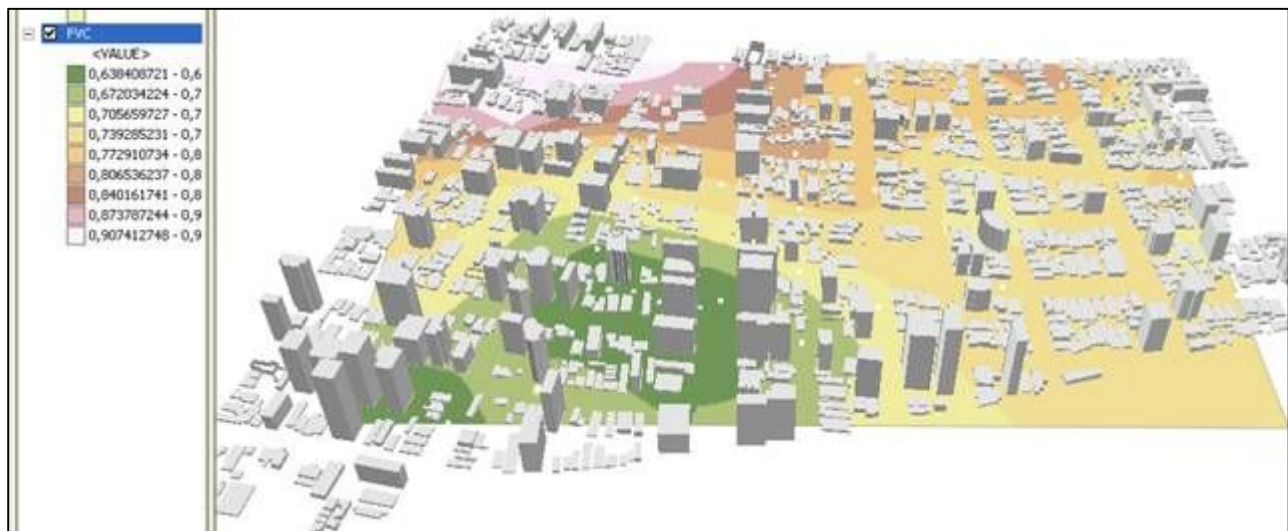 FVC
<VALUE>
0,638408721 - 0,6
0,672034224 - 0,7
0,705659727 - 0,7
0,739285231 - 0,7
0,772910734 - 0,8
0,806536237 - 0,8
0,840161741 - 0,8
0,873787244 - 0,9
0,907412748 - 0,9